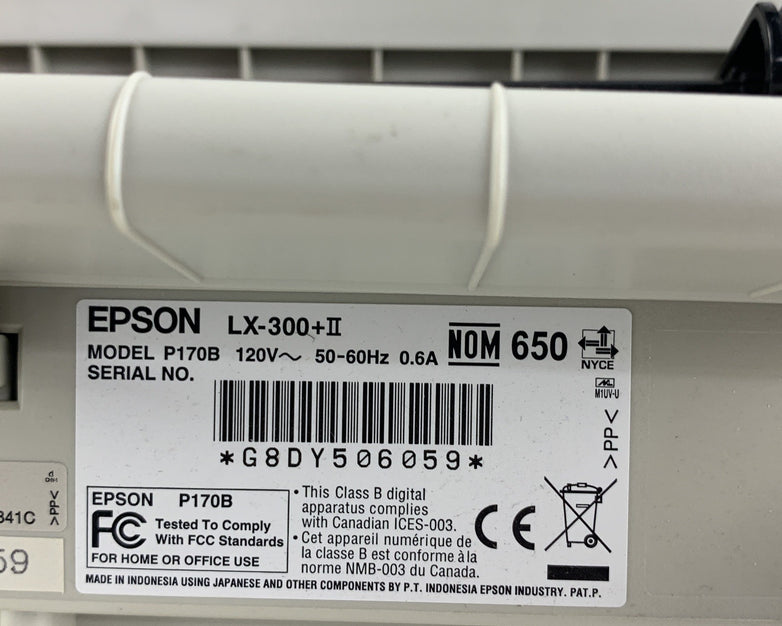 EPSON LX-300+II
MODEL P170B 120V～ 50-60Hz 0.6A
NOM 650
NYCE
SERIAL NO.
M1UV-U
*G8DY506059*
>PP<
EPSON P170B
FC Tested To Comply
With FCC Standards
FOR HOME OR OFFICE USE
• This Class B digital
apparatus complies
with Canadian ICES-003.
• Cet appareil numérique de
la classe B est conforme à la
norme NMB-003 du Canada.
CE
MADE IN INDONESIA USING JAPANESE AND OTHER COMPONENTS BY P.T. INDONESIA EPSON INDUSTRY. PAT.P.
>PP<
341C
59